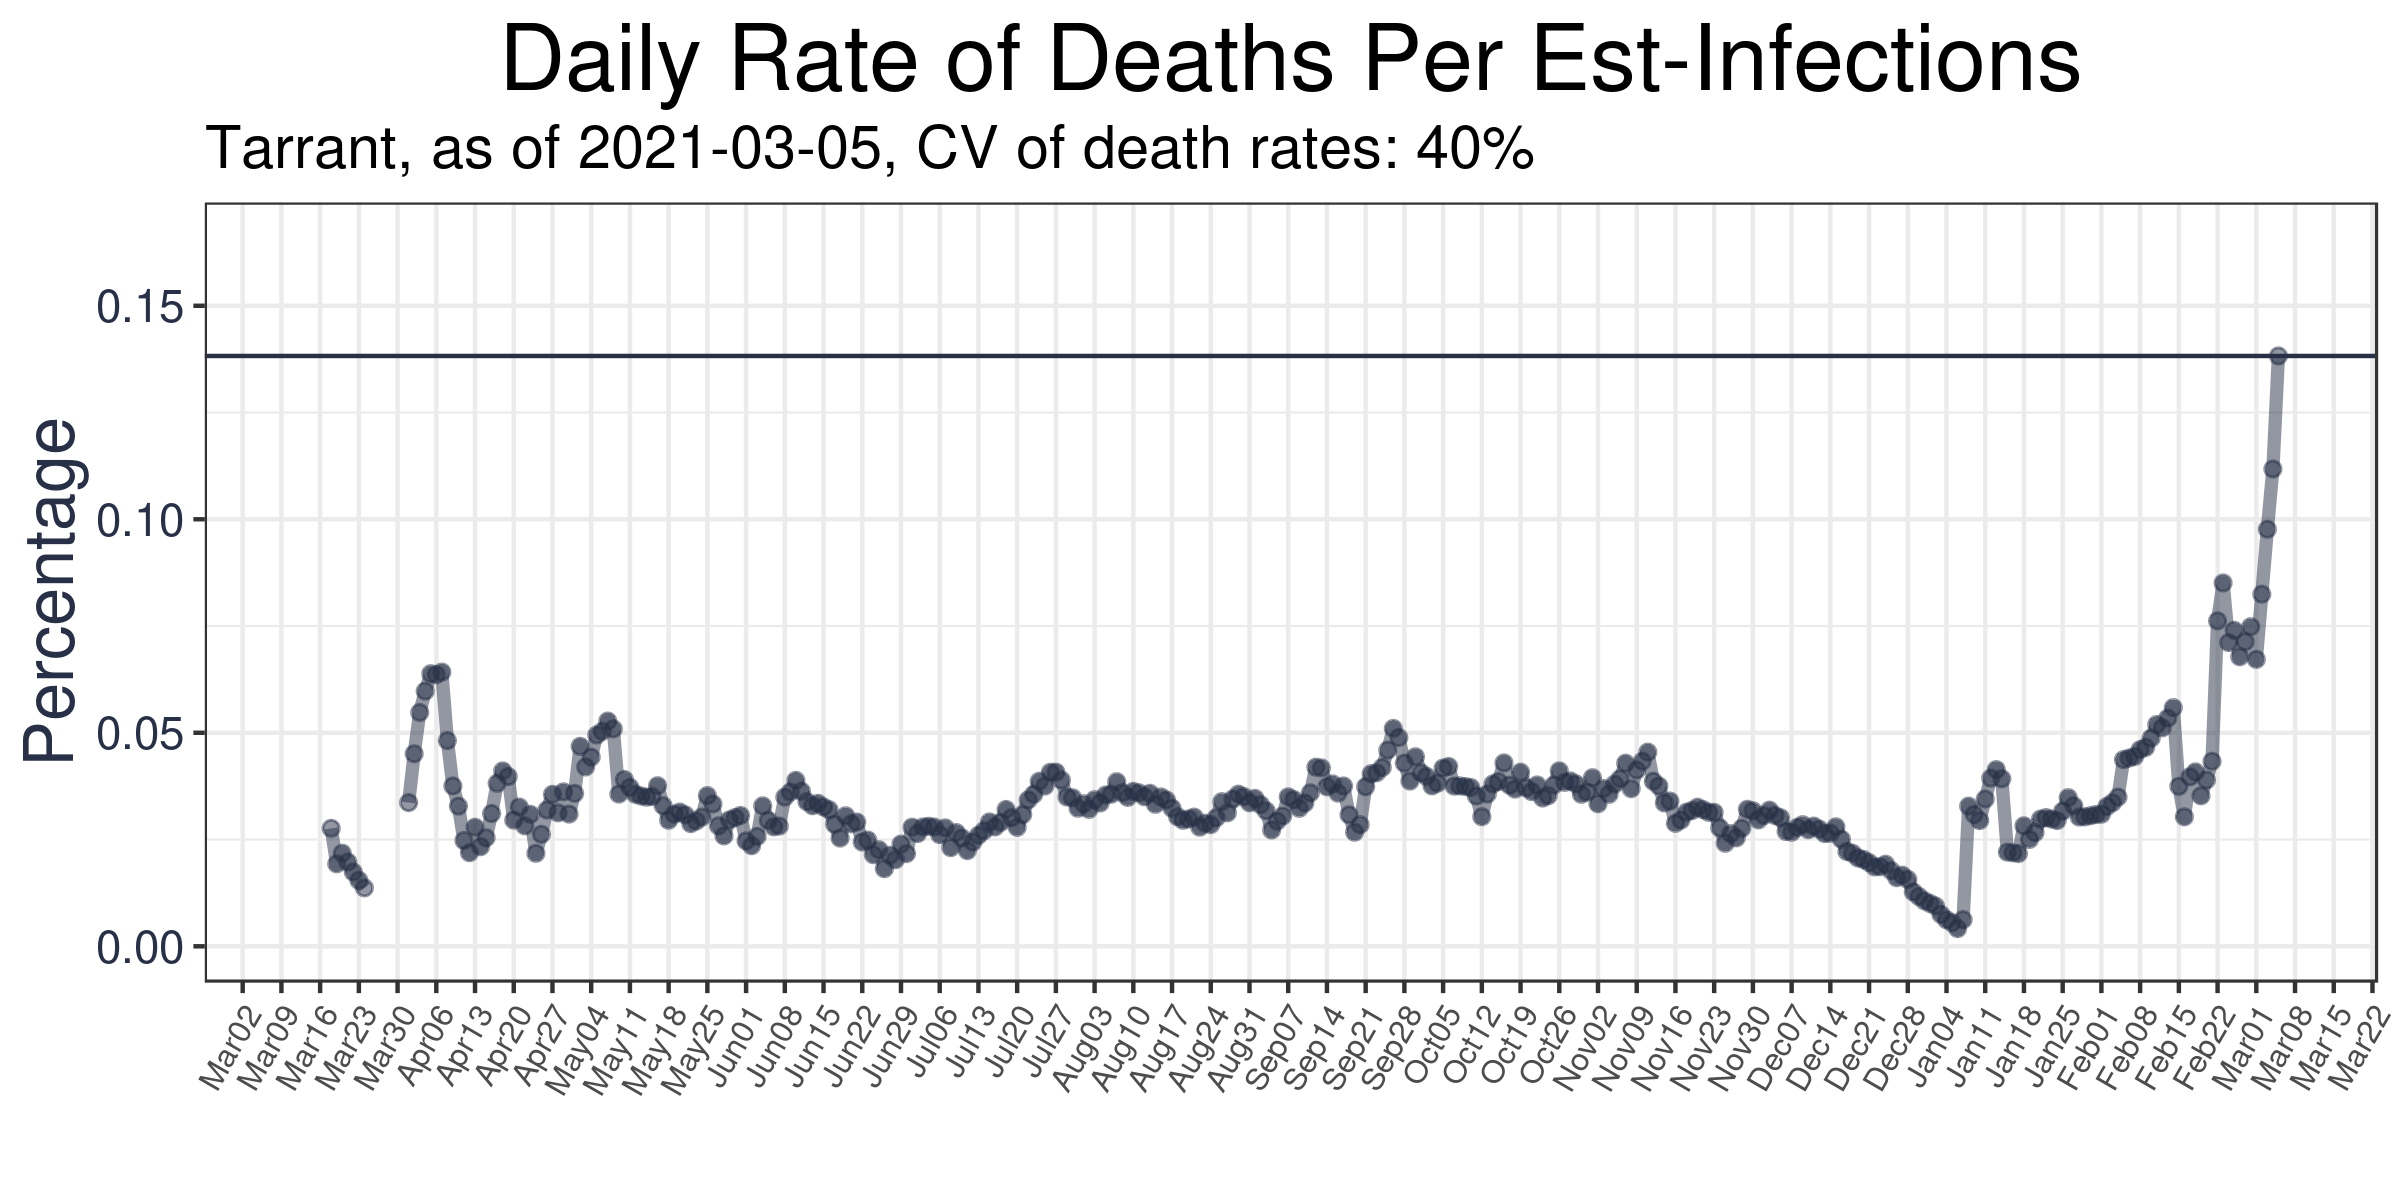 Daily Rate of Deaths Per Est-Infections
Tarrant, as of 2021-03-05, CV of death rates: 40%
Percentage
0.15
0.10
0.05
0.00
Mar02
Mar09
Mar16
Mar23
Mar30
Apr06
Apr13
Apr20
Apr27
May04
May11
May18
May25
Jun01
Jun08
Jun15
Jun22
Jun29
Jul06
Jul13
Jul20
Jul27
Aug03
Aug10
Aug17
Aug24
Aug31
Sep07
Sep14
Sep21
Sep28
Oct05
Oct12
Oct19
Oct26
Nov02
Nov09
Nov16
Nov23
Nov30
Dec07
Dec14
Dec21
Dec28
Jan04
Jan11
Jan18
Jan25
Feb01
Feb08
Feb15
Feb22
Mar01
Mar08
Mar15
Mar22